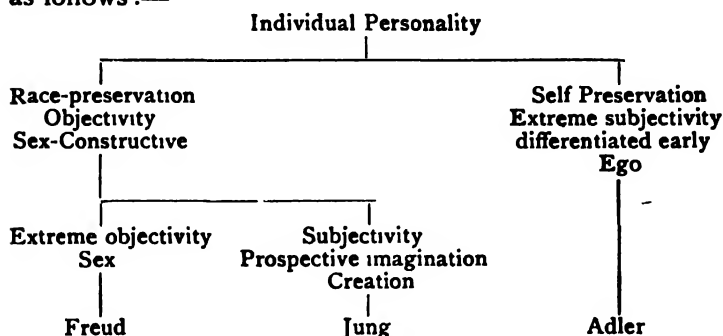 as follows :—
Individual Personality
Race-preservation
Objectivity
Sex-Constructive
Self Preservation
Extreme subjectivity
differentiated early
Ego
Extreme objectivity
Sex
Subjectivity
Prospective imagination
Creation
Freud
Jung
Adler